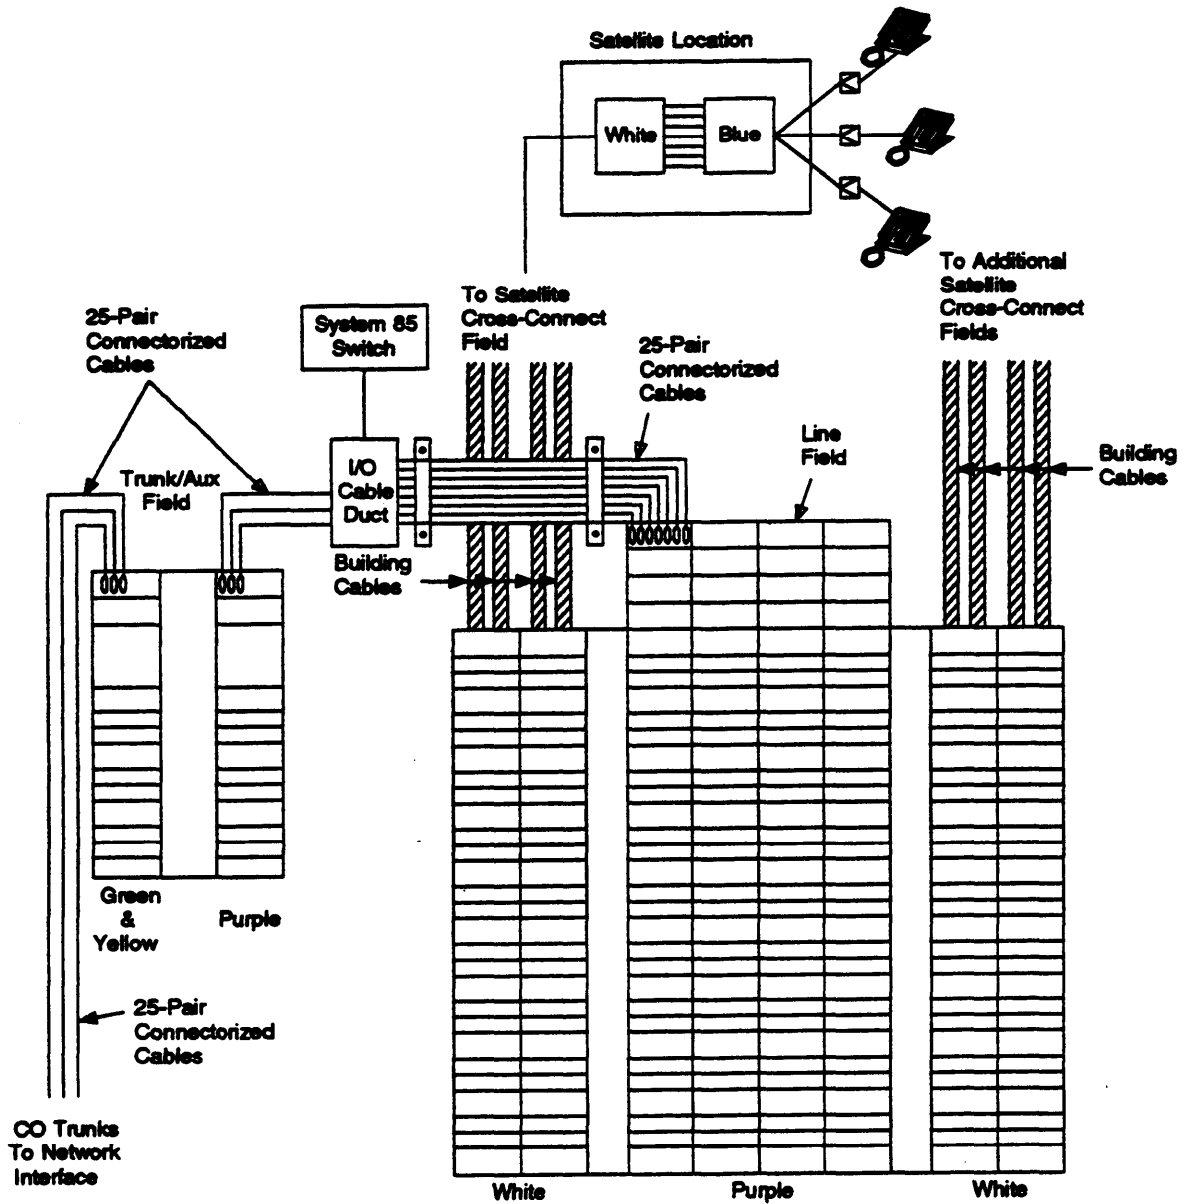 Satellite Location
White
Blue
To Satellite
Cross-Connect
Field
To Additional
Satellite
Cross-Connect
Fields
25-Pair
Connectorized
Cables
System 85
Switch
25-Pair
Connectorized
Cables
Line
Field
Building
Cables
Trunk/Aux
Field
I/O
Cable
Duct
Building
Cables
Green
&
Yellow
Purple
25-Pair
Connectorized
Cables
CO Trunks
To Network
Interface
White
Purple
White